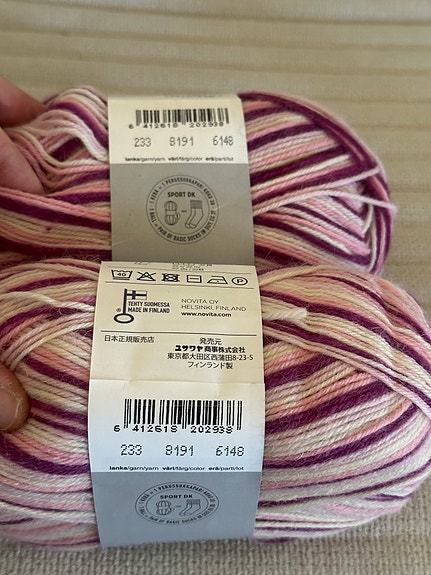 6 412618 202938
233 8191 6148
lanka/garn/yarn väri/färg/color erä/parti/lot
SPORT DK
40
TEHTY SUOMESSA
MADE IN FINLAND
NOVITA OY
HELSINKI, FINLAND
www.novita.com
日本正規販売店
発売元
ユザワヤ商事株式会社
東京都大田区西蒲田8-23-5
フィンランド製
6 412618 202938
233 8191 6148
lanka/garn/yarn väri/färg/color erä/parti/lot
SPORT DK